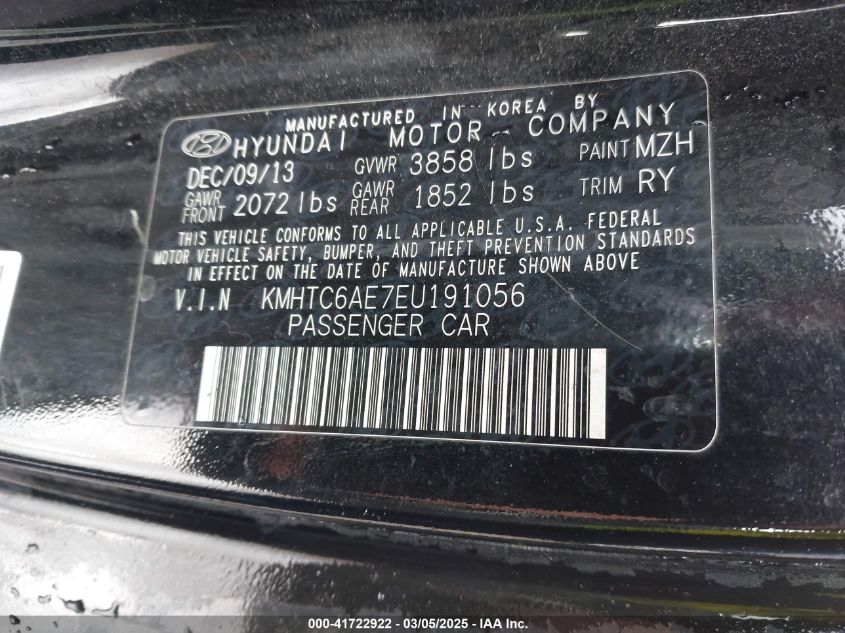 MANUFACTURED IN KOREA BY
HYUNDAI MOTOR COMPANY
DEC/09/13 GVWR 3858 lbs PAINT MZH
GAWR FRONT 2072 lbs GAWR REAR 1852 lbs TRIM RY
THIS VEHICLE CONFORMS TO ALL APPLICABLE U.S.A. FEDERAL
MOTOR VEHICLE SAFETY, BUMPER, AND THEFT PREVENTION STANDARDS
IN EFFECT ON THE DATE OF MANUFACTURE SHOWN ABOVE
V.I.N KMHTC6AE7EU191056
PASSENGER CAR
000-41722922 - 03/05/2025 - IAA Inc.